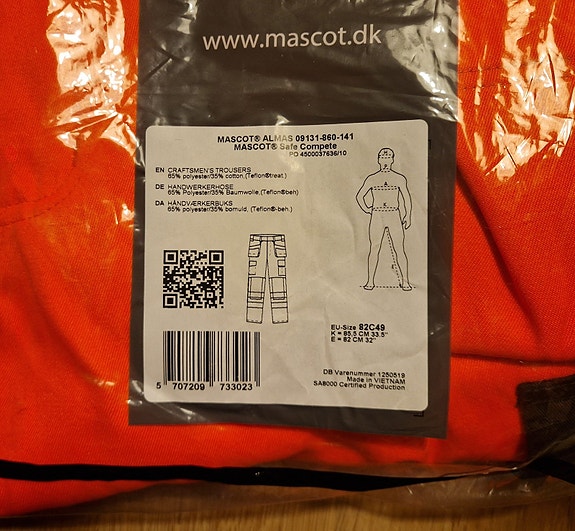 www.mascot.dk
MASCOT® ALMAS 09131-860-141
MASCOT® Safe Compete
PO 4500037636/10
EN CRAFTSMEN'S TROUSERS
65% polyester/35% cotton,(Teflon®treat.)
DE HANDWERKERHOSE
65% Polyester/35% Baumwolle,(Teflon®beh)
DA HÅNDVÆRKERBUKS
65% polyester/35% bomuld, (Teflon®-beh.)
EU-Size 82C49
K = 85,5 CM 33.5"
E = 82 CM 32"
5 707209 733023
DB Varenummer 1250519
Made in VIETNAM
SA8000 Certified Production